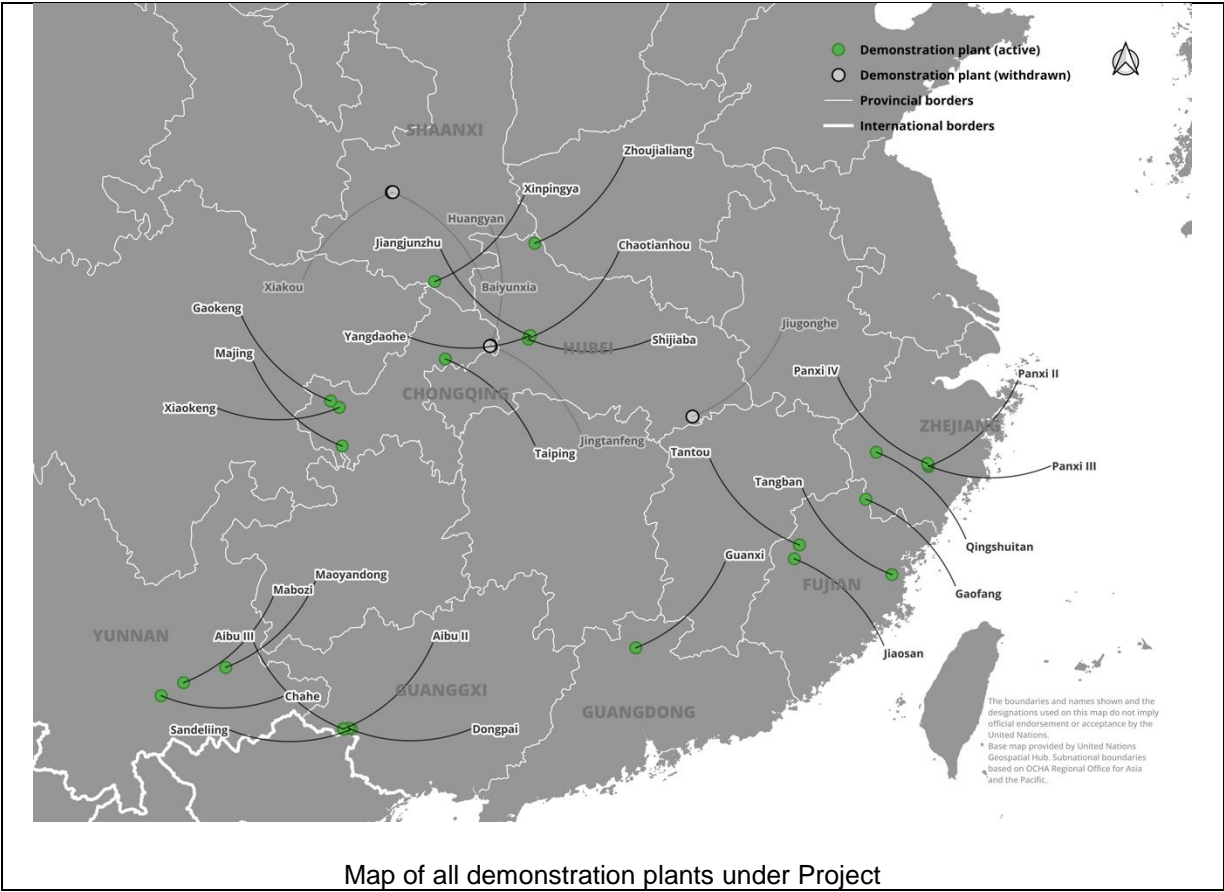 Demonstration plant (active)
Demonstration plant (withdrawn)
Provincial borders
International borders
SHAANXI
Zhoujialiang
Xinpingya
Huangyan
Jiangjunzhu
Chaotianhou
Xiakou
Baiyunxia
Gaokeng
Jiugonghe
Yangdaohe
Shijiaba
HUBEI
Majing
Panxi IV
Panxi II
CHONGQING
Xiaokeng
ZHEJIANG
Jingtanfeng
Taiping
Tantou
Panxi III
Tangban
Qingshuitan
Guanxi
Maoyandong
FUJIAN
Mabozi
Gaofang
YUNNAN
Aibu III
Aibu II
Jiaosan
Chahe
GUANGGXI
GUANGDONG
Sandeliing
Dongpai
The boundaries and names shown and the
designations used on this map do not imply
official endorsement or acceptance by the
United Nations.
Base map provided by United Nations
Geospatial Hub. Subnational boundaries
based on OCHA Regional Office for Asia
and the Pacific.
Map of all demonstration plants under Project